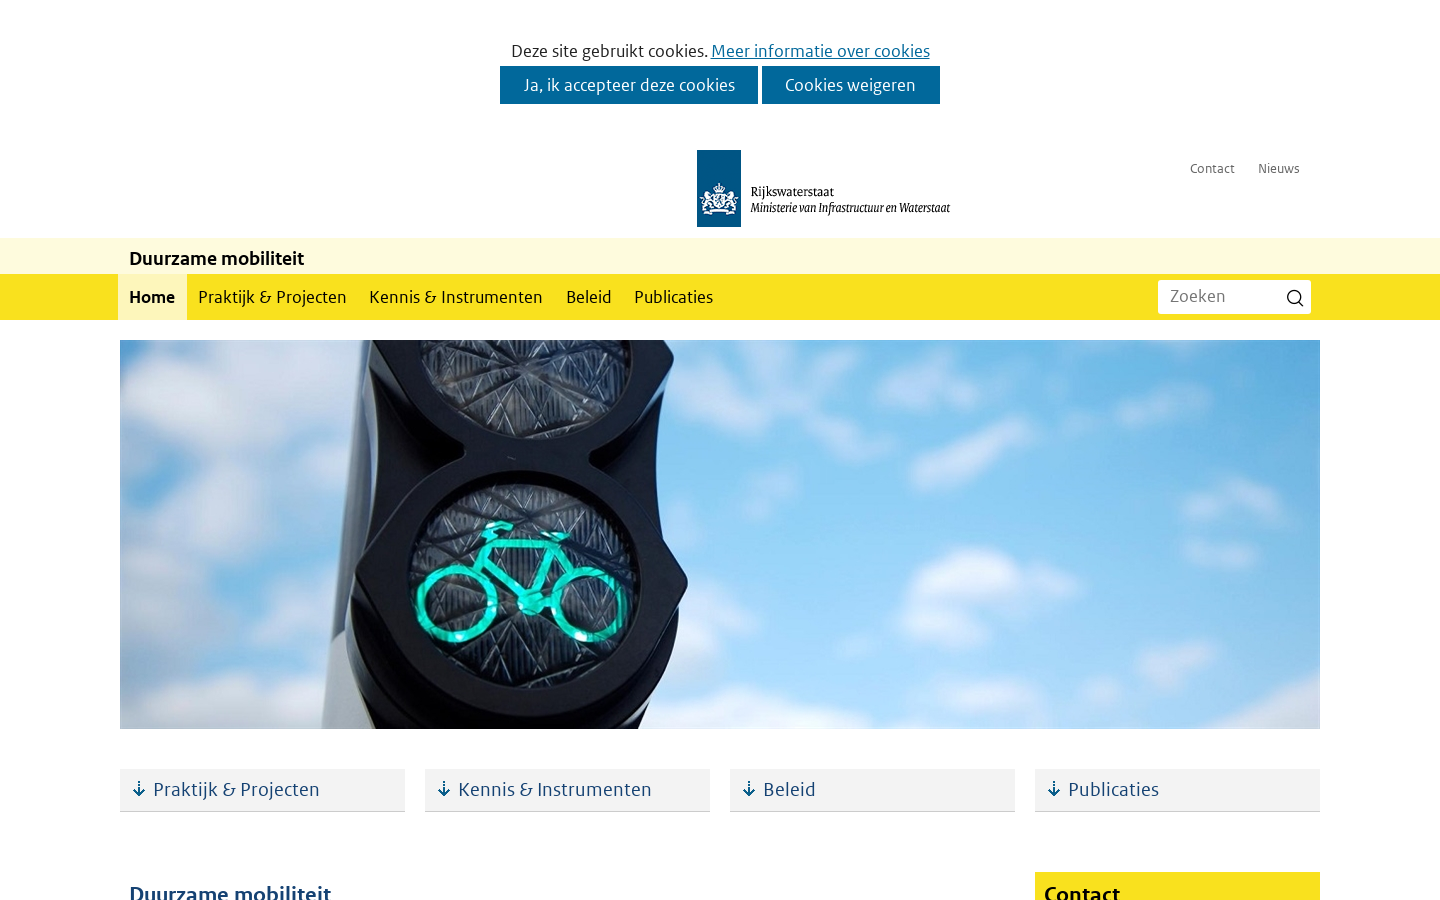 Deze site gebruikt cookies. Meer informatie over cookies
Ja, ik accepteer deze cookies
Cookies weigeren
Rijkswaterstaat
Ministerie van Infrastructuur en Waterstaat
Contact
Nieuws
Duurzame mobiliteit
Home
Praktijk & Projecten
Kennis & Instrumenten
Beleid
Publicaties
Zoeken
Praktijk & Projecten
Kennis & Instrumenten
Beleid
Publicaties
Duurzame mobiliteit
Contact